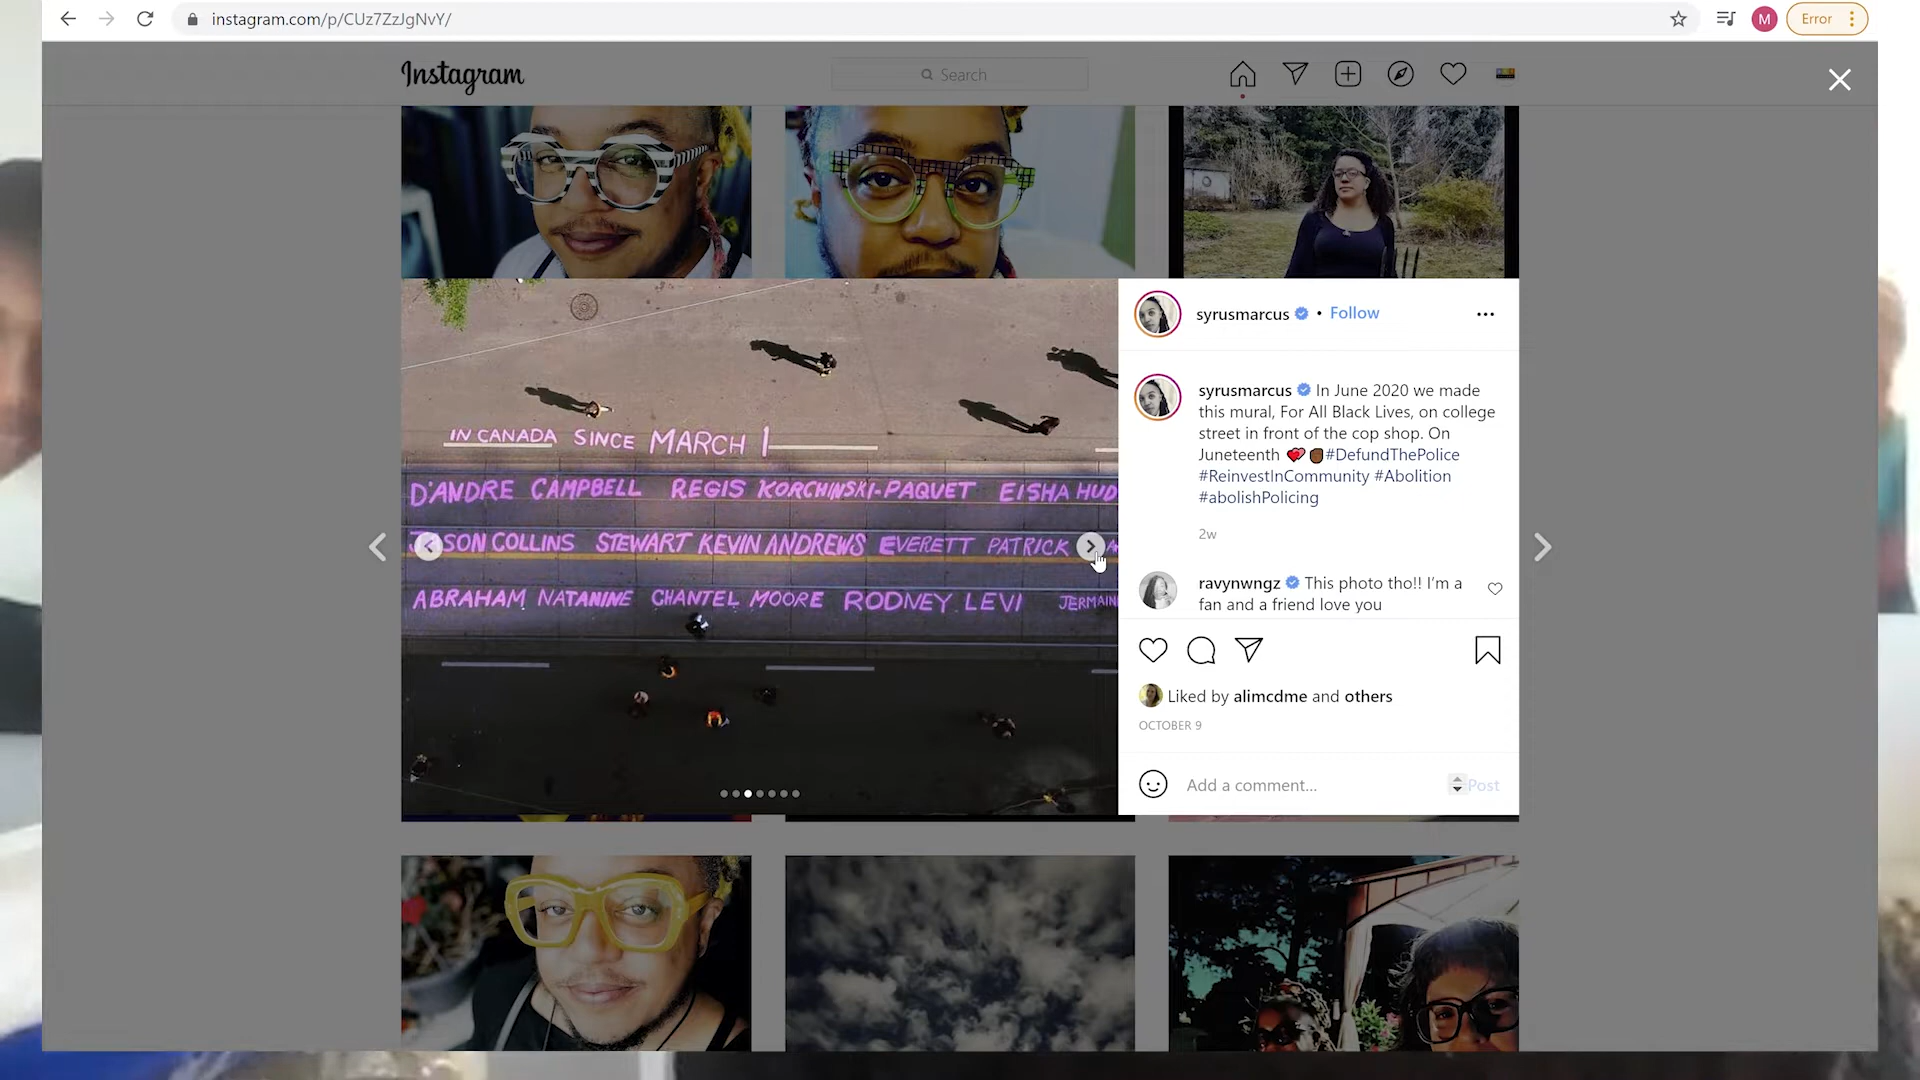 instagram.com/p/CUz7ZzJgNvY/
M
Error
Instagram
Search
syrusmarcus • Follow
syrusmarcus In June 2020 we made
this mural, For All Black Lives, on college
street in front of the cop shop. On
Juneteenth #DefundThePolice
#ReinvestInCommunity #Abolition
#abolishPolicing
2w
ravynwngz This photo tho!! I'm a
fan and a friend love you
Liked by alimcdme and others
OCTOBER 9
Add a comment...
Post
IN CANADA SINCE MARCH 1
D'ANDRE CAMPBELL REGIS KORCHINSKI-PAQUET EISHA HUD
JASON COLLINS STEWART KEVIN ANDREWS EVERETT PATRICK
ABRAHAM NATANINE CHANTEL MOORE RODNEY LEVI JERMAIN